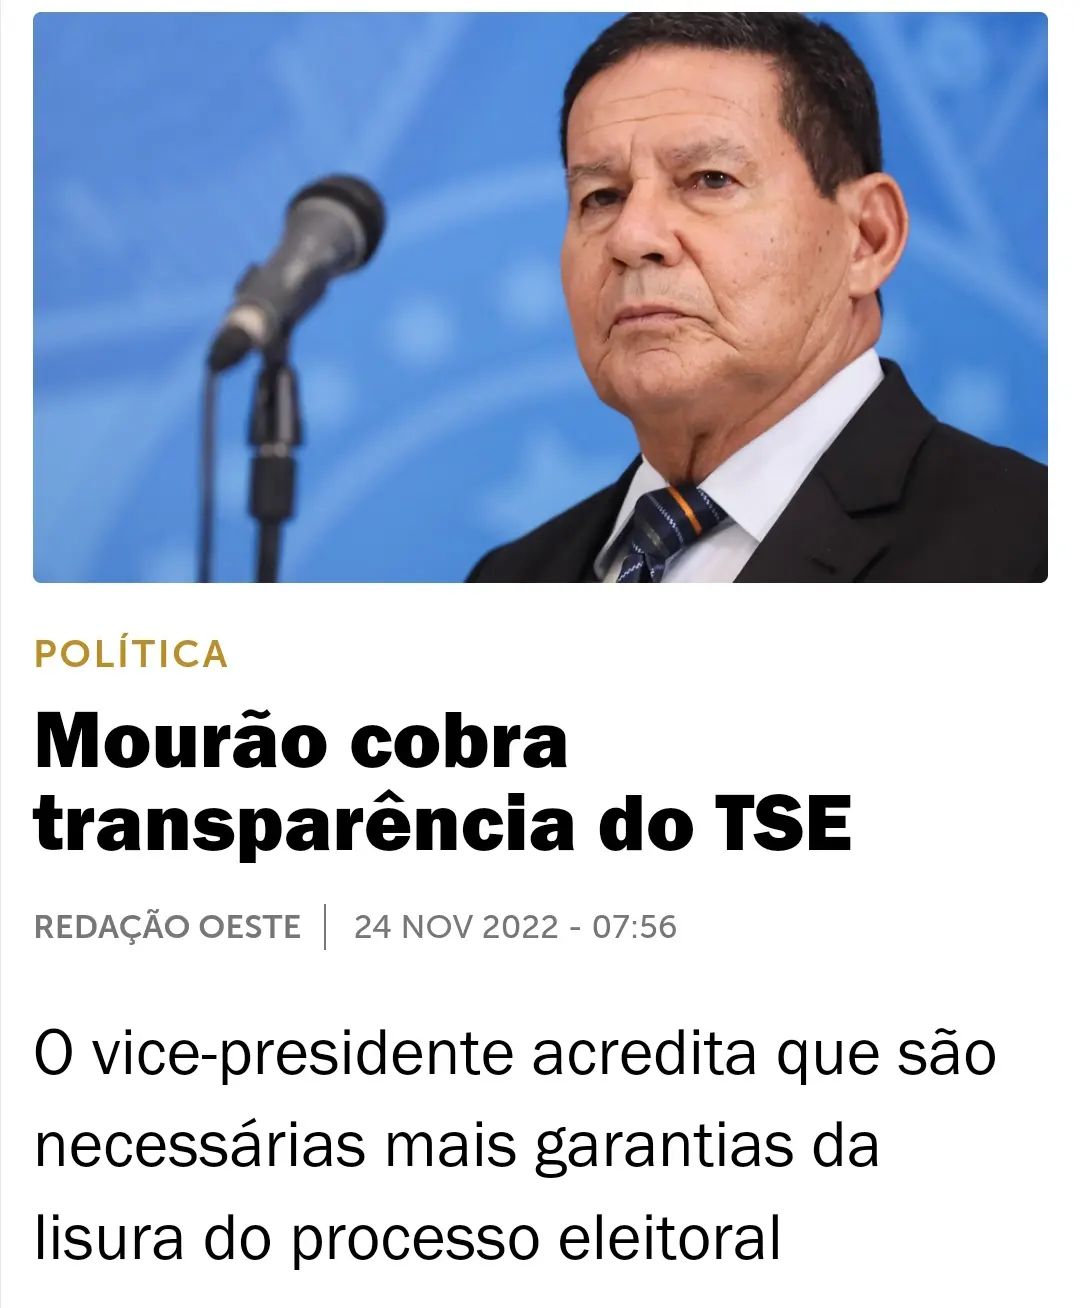 POLÍTICA
Mourão cobra
transparência do TSE
REDAÇÃO OESTE | 24 NOV 2022 - 07:56
O vice-presidente acredita que são
necessárias mais garantias da
lisura do processo eleitoral